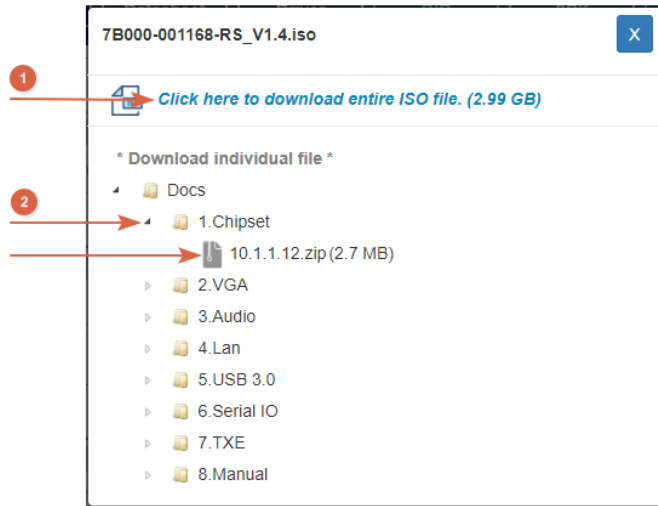 7B000-001168-RS_V1.4.iso
X
1
Click here to download entire ISO file. (2.99 GB)
* Download individual file *
Docs
2
1.Chipset
10.1.1.12.zip (2.7 MB)
2.VGA
3.Audio
4.Lan
5.USB 3.0
6.Serial IO
7.TXE
8.Manual